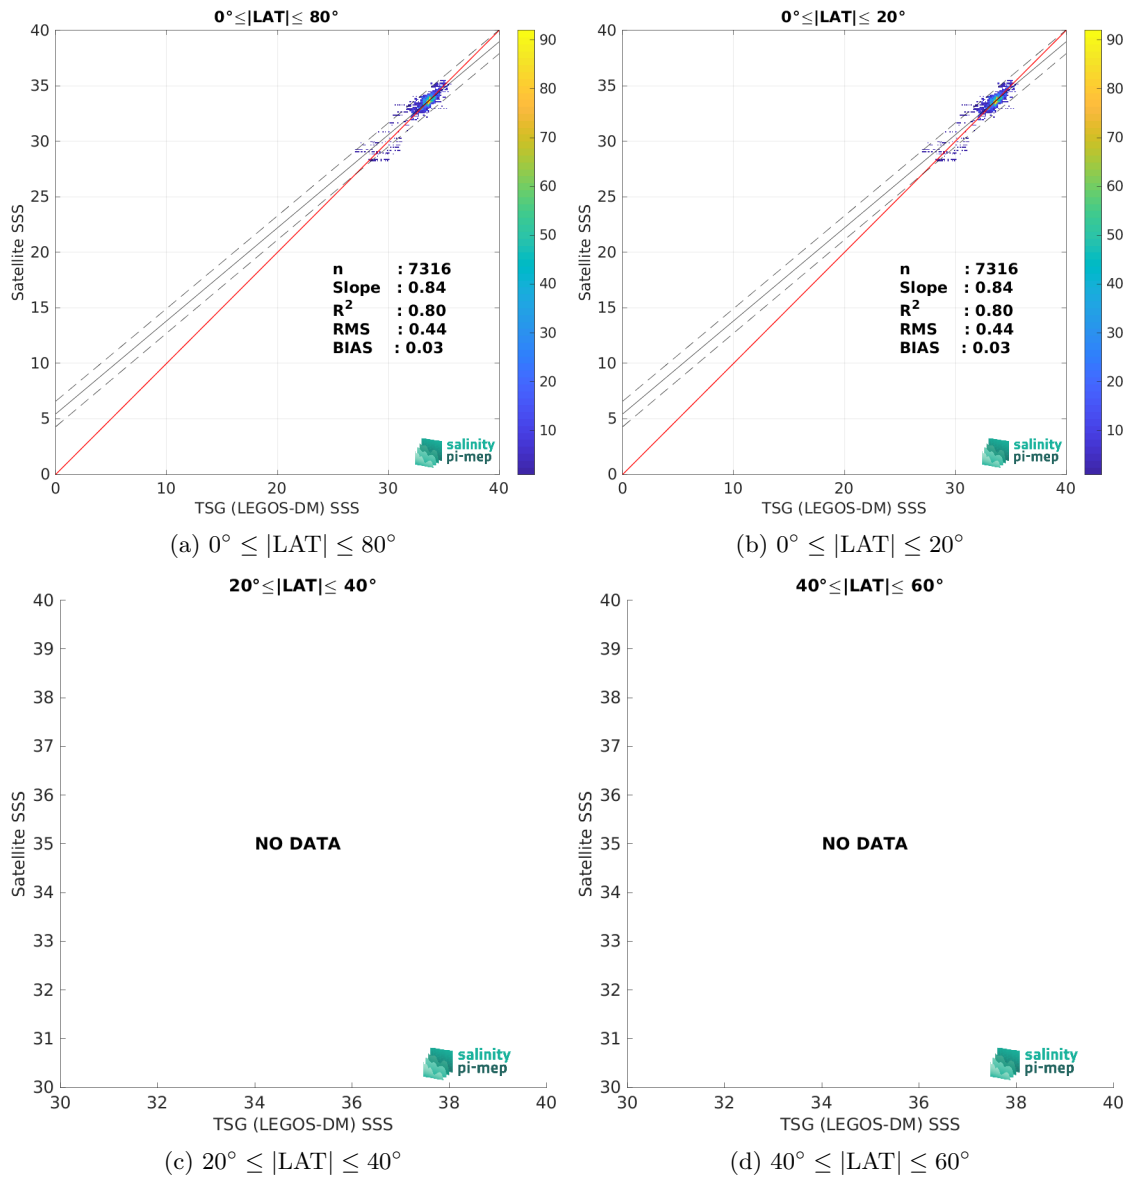 0°≤|LAT|≤ 80°
40
35
30
25
20
15
10
5
0
Satellite SSS
n : 7316
Slope : 0.84
R² : 0.80
RMS : 0.44
BIAS : 0.03
salinity
pi-mep
0 10 20 30 40
TSG (LEGOS-DM) SSS
90
80
70
60
50
40
30
20
10
(a) 0° ≤ |LAT| ≤ 80°
0°≤|LAT|≤ 20°
40
35
30
25
20
15
10
5
0
Satellite SSS
n : 7316
Slope : 0.84
R² : 0.80
RMS : 0.44
BIAS : 0.03
salinity
pi-mep
0 10 20 30 40
TSG (LEGOS-DM) SSS
90
80
70
60
50
40
30
20
10
(b) 0° ≤ |LAT| ≤ 20°
20°≤|LAT|≤ 40°
40
39
38
37
36
35
34
33
32
31
30
Satellite SSS
NO DATA
salinity
pi-mep
30 32 34 36 38 40
TSG (LEGOS-DM) SSS
(c) 20° ≤ |LAT| ≤ 40°
40°≤|LAT|≤ 60°
40
39
38
37
36
35
34
33
32
31
30
Satellite SSS
NO DATA
salinity
pi-mep
30 32 34 36 38 40
TSG (LEGOS-DM) SSS
(d) 40° ≤ |LAT| ≤ 60°